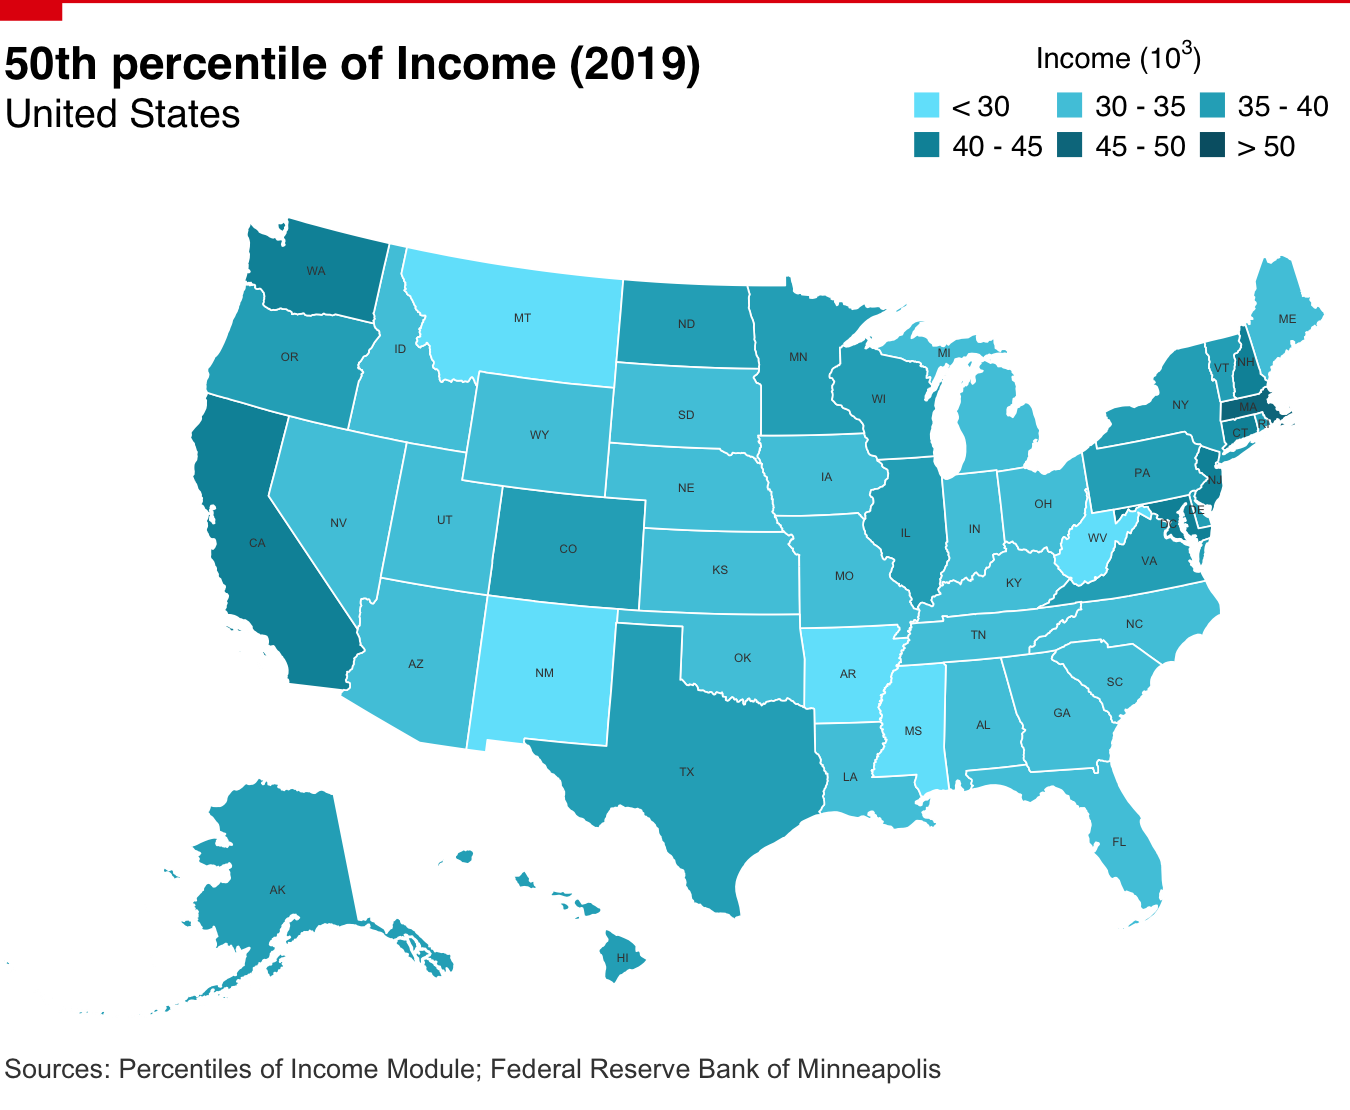 50th percentile of Income (2019)
United States
Income (10³)
< 30
30 - 35
35 - 40
40 - 45
45 - 50
> 50
WA
MT
ND
ME
OR
ID
MN
MI
VT
NH
WY
SD
WI
NY
MA
RI
CT
NV
UT
NE
IA
PA
NJ
CA
CO
KS
IL
IN
OH
DE
DC
WV
VA
MO
KY
AZ
NM
OK
AR
TN
NC
SC
TX
LA
MS
AL
GA
FL
AK
HI
Sources: Percentiles of Income Module; Federal Reserve Bank of Minneapolis